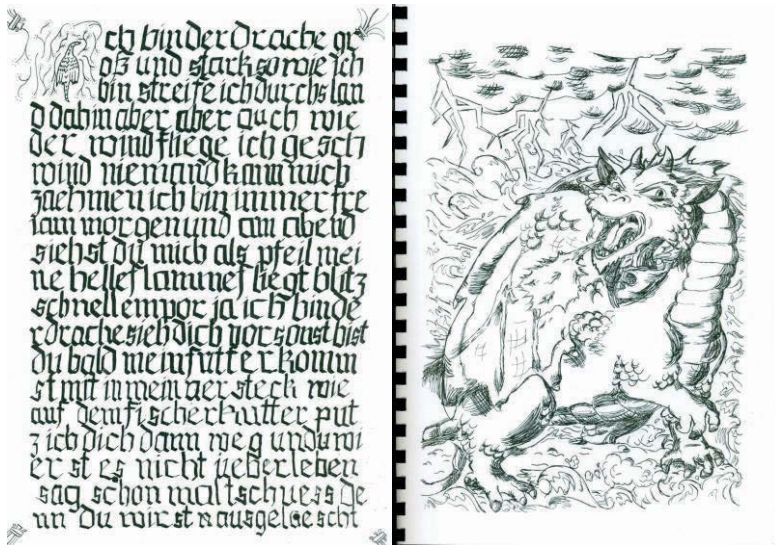 Ich bin der Drache gr
oß und stark so wie ich
bin streife ich durchs lan
d dahin aber aber auch wie
der wind fliege ich gesch
wind niemand kann mich
zaehmen ich bin immer fre
i am morgen und am abend
siehst du mich als pfeil mei
ne helle flamme fliegt blitz
schnell empor ja ich bin de
r drache sieh dich vor sonst bist
du bald mein futter komm
st mit in mein versteck wie
auf dem fischerkutter put
z ich dich dann weg und du wi
er st es nicht ueberleben
sag schon mal tschuess de
nn du wirst ausgeloescht